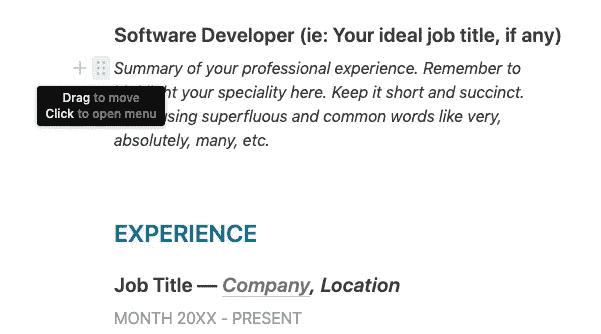 Software Developer (ie: Your ideal job title, if any)
Summary of your professional experience. Remember to
Drag to move
Click to open menu
your speciality here. Keep it short and succinct.
using superfluous and common words like very,
absolutely, many, etc.
EXPERIENCE
Job Title — Company, Location
MONTH 20XX - PRESENT